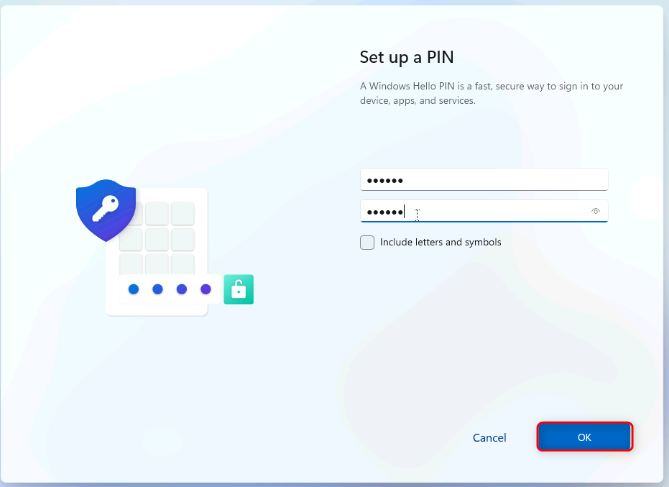 Set up a PIN
A Windows Hello PIN is a fast, secure way to sign in to your
device, apps, and services.
●●●●●●
●●●●●●
Include letters and symbols
Cancel
OK